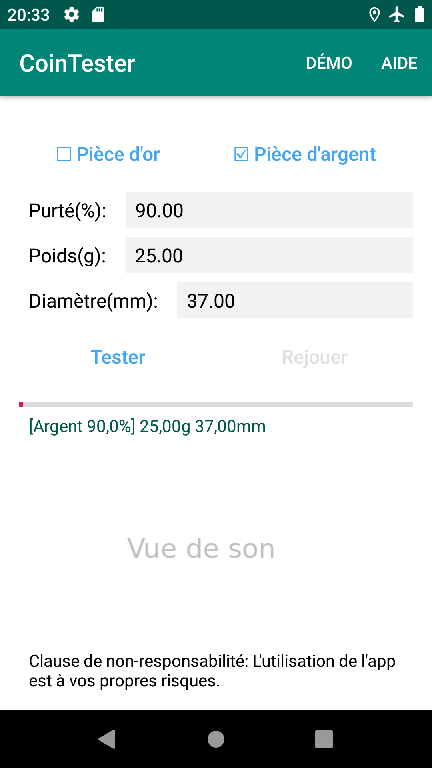 20:33
CoinTester DÉMO AIDE
Pièce d'or Pièce d'argent
Purté(%): 90.00
Poids(g): 25.00
Diamètre(mm): 37.00
Tester Rejouer
[Argent 90,0%] 25,00g 37,00mm
Vue de son
Clause de non-responsabilité: L'utilisation de l'app
est à vos propres risques.